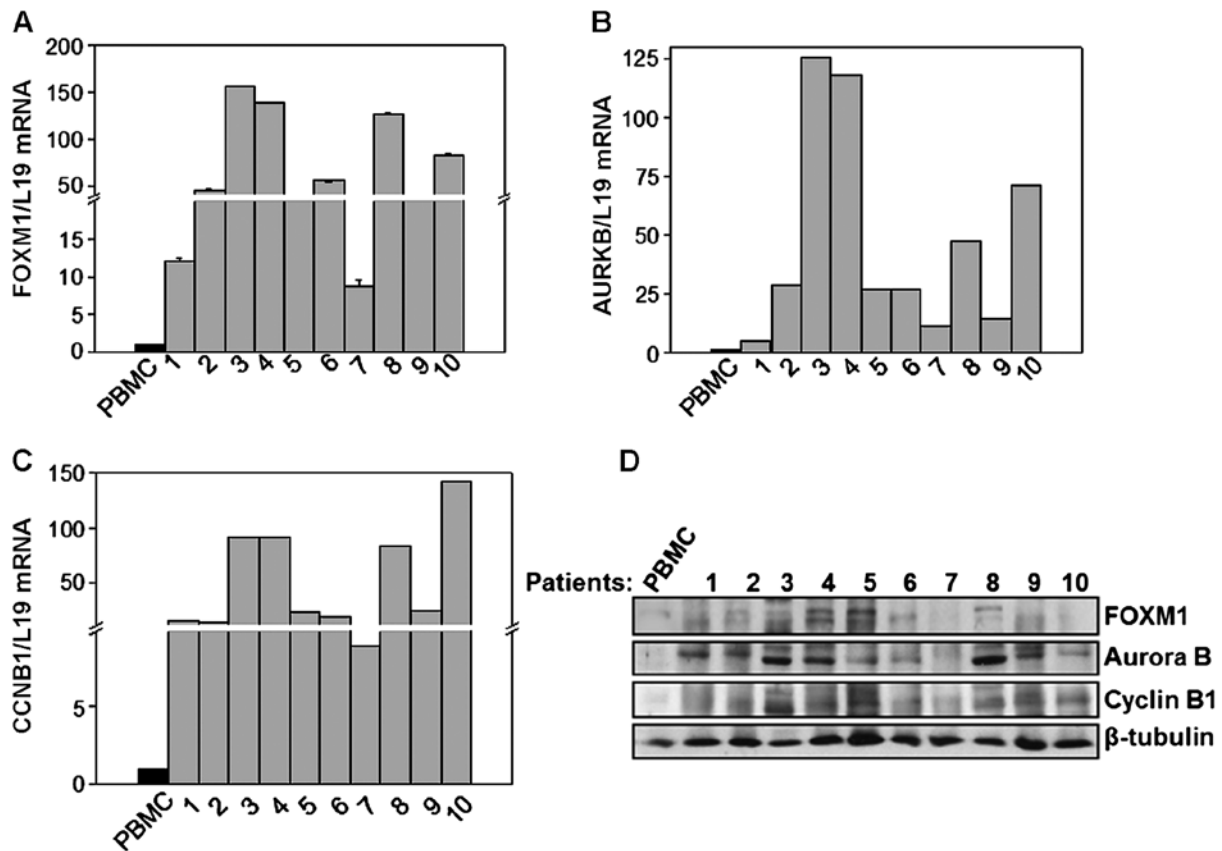 A
FOXM1/L19 mRNA
200
150
100
50
15
10
5
0
PBMC 1 2 3 4 5 6 7 8 9 10
B
AURKB/L19 mRNA
125
100
75
50
25
0
PBMC 1 2 3 4 5 6 7 8 9 10
C
CCNB1/L19 mRNA
150
100
50
5
0
PBMC 1 2 3 4 5 6 7 8 9 10
D
Patients: PBMC 1 2 3 4 5 6 7 8 9 10
FOXM1
Aurora B
Cyclin B1
β-tubulin